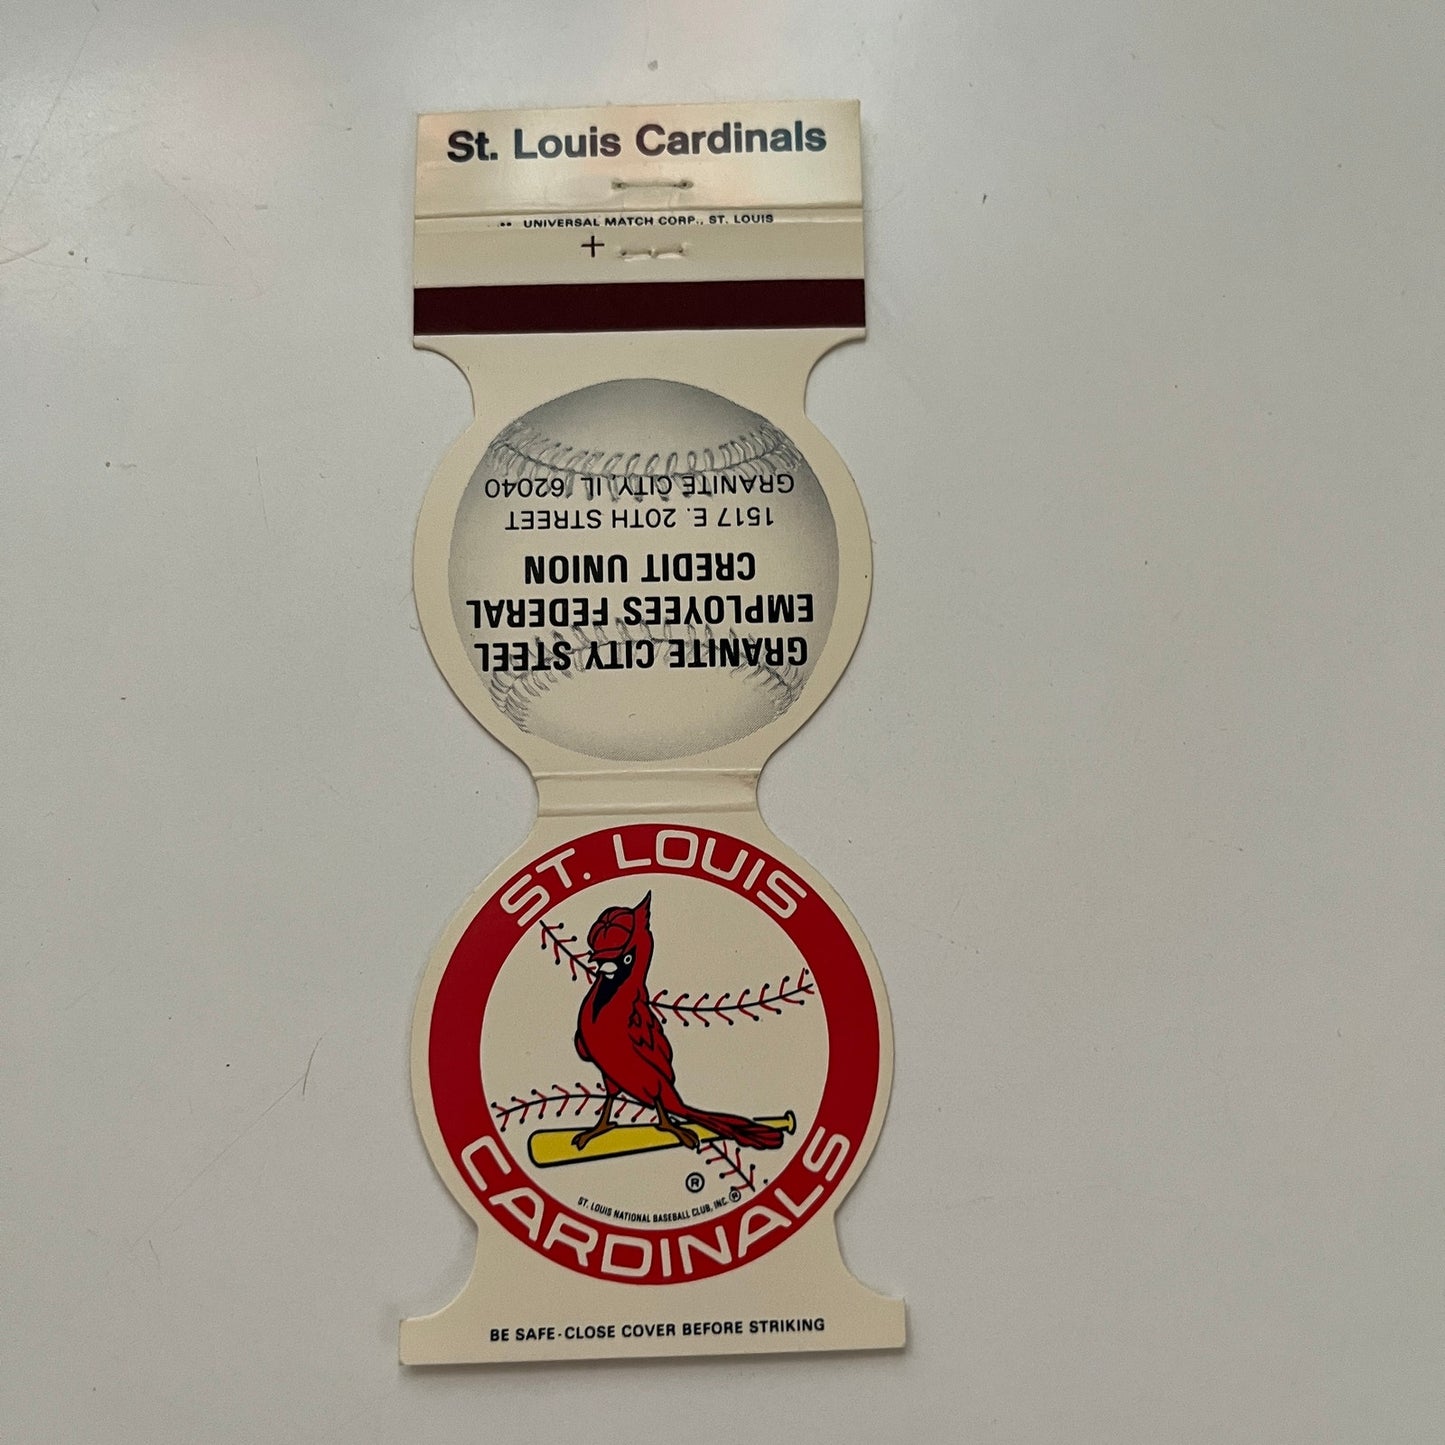 St. Louis Cardinals
UNIVERSAL MATCH CORP., ST. LOUIS
GRANITE CITY STEEL
EMPLOYEES FEDERAL
CREDIT UNION
1517 E. 20TH STREET
GRANITE CITY, IL 62040
ST. LOUIS
®
ST. LOUIS NATIONAL BASEBALL CLUB, INC.®
CARDINALS
BE SAFE-CLOSE COVER BEFORE STRIKING